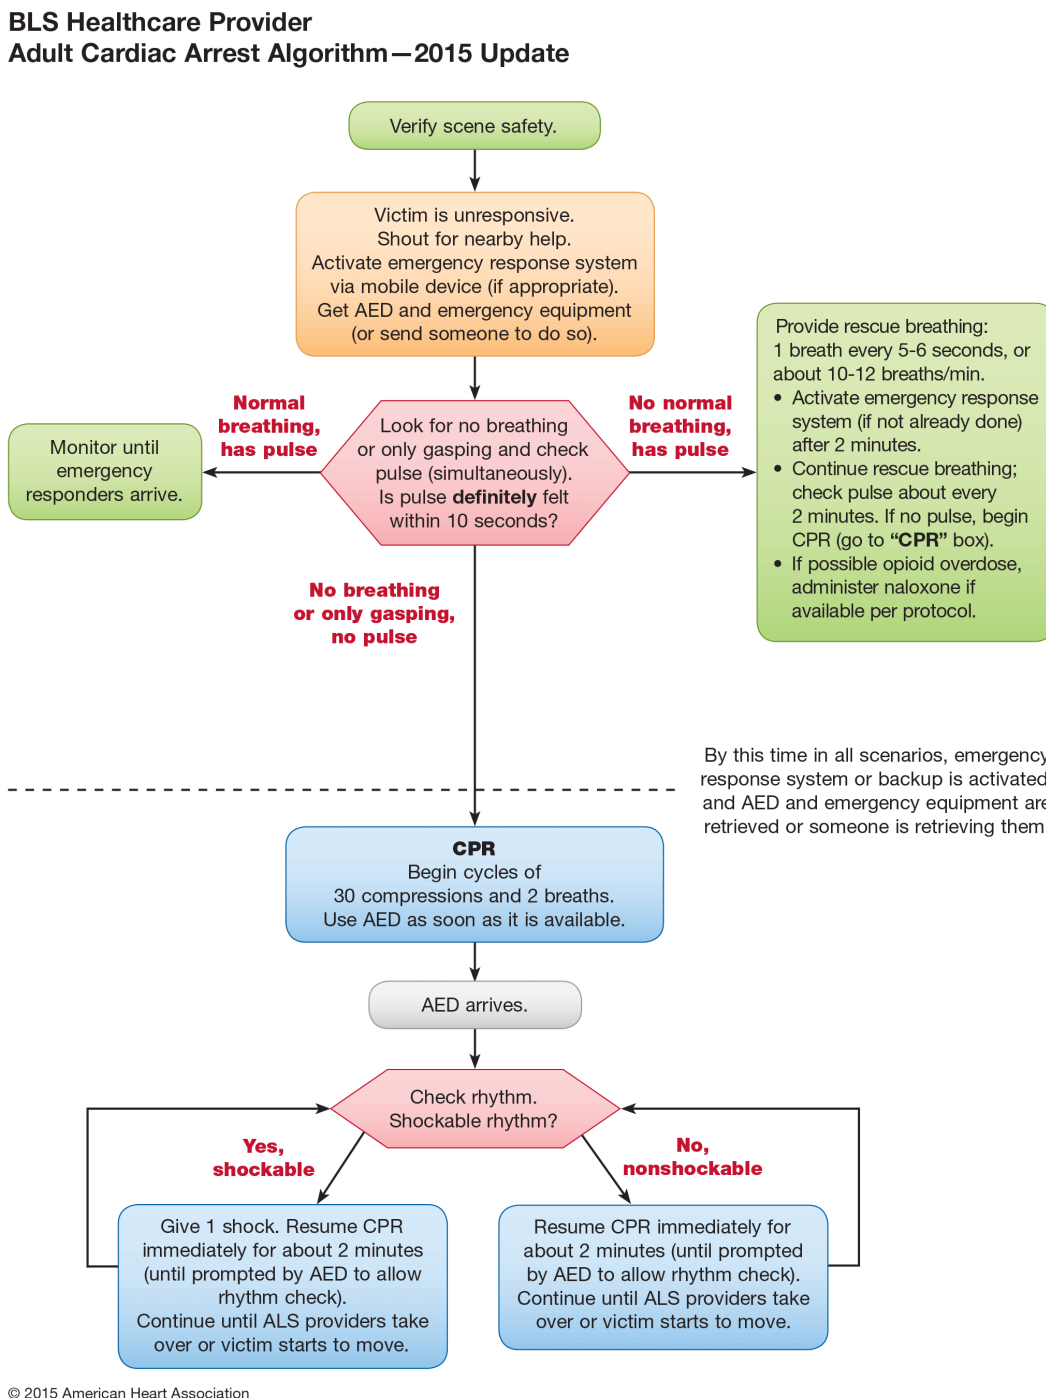 BLS Healthcare Provider
Adult Cardiac Arrest Algorithm—2015 Update
Verify scene safety.
Victim is unresponsive.
Shout for nearby help.
Activate emergency response system
via mobile device (if appropriate).
Get AED and emergency equipment
(or send someone to do so).
Normal
breathing,
has pulse
Monitor until
emergency
responders arrive.
Look for no breathing
or only gasping and check
pulse (simultaneously).
Is pulse definitely felt
within 10 seconds?
No normal
breathing,
has pulse
Provide rescue breathing:
1 breath every 5-6 seconds, or
about 10-12 breaths/min.
• Activate emergency response
system (if not already done)
after 2 minutes.
• Continue rescue breathing;
check pulse about every
2 minutes. If no pulse, begin
CPR (go to “CPR” box).
• If possible opioid overdose,
administer naloxone if
available per protocol.
No breathing
or only gasping,
no pulse
By this time in all scenarios, emergency
response system or backup is activated
and AED and emergency equipment are
retrieved or someone is retrieving them
CPR
Begin cycles of
30 compressions and 2 breaths.
Use AED as soon as it is available.
AED arrives.
Check rhythm.
Shockable rhythm?
Yes,
shockable
No,
nonshockable
Give 1 shock. Resume CPR
immediately for about 2 minutes
(until prompted by AED to allow
rhythm check).
Continue until ALS providers take
over or victim starts to move.
Resume CPR immediately for
about 2 minutes (until prompted
by AED to allow rhythm check).
Continue until ALS providers take
over or victim starts to move.
© 2015 American Heart Association